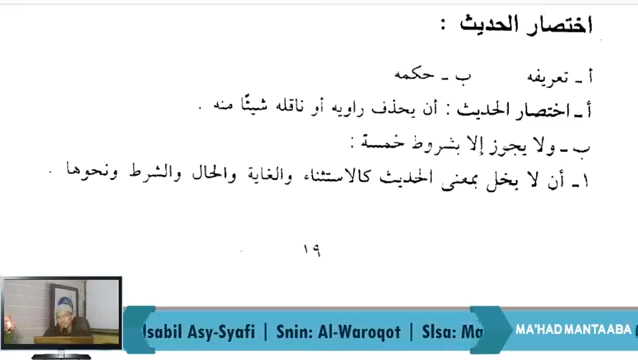 اختصار الحديث :
أ ـ تعريفه ب ـ حكمه
أ ـ اختصار الحديث : أن يحذف راويه أو ناقله شيئًا منه .
ب ـ ولا يجوز إلا بشروط خمسة :
١ ـ أن لا يخل بمعنى الحديث كالاستثناء والغاية والحال والشرط ونحوها .
١٩
Isabil Asy-Syafi | Snin: Al-Waroqot | Slsa: Ma
MA'HAD MANTAABA